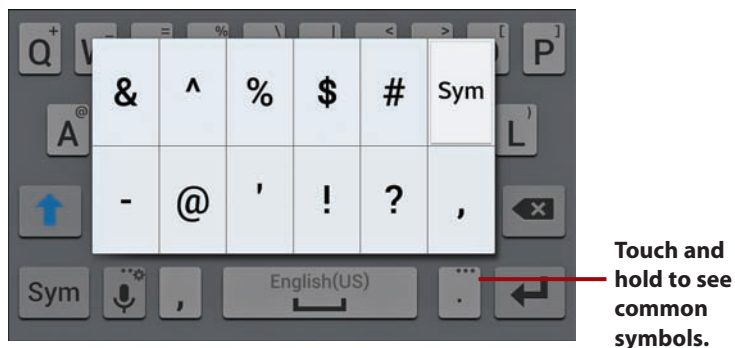 Q + W _ = % \ | < > [ P ]
& ^ % $ # Sym
A @ L )
- @ ' ! ? ,
Sym , English(US) .
Touch and
hold to see
common
symbols.